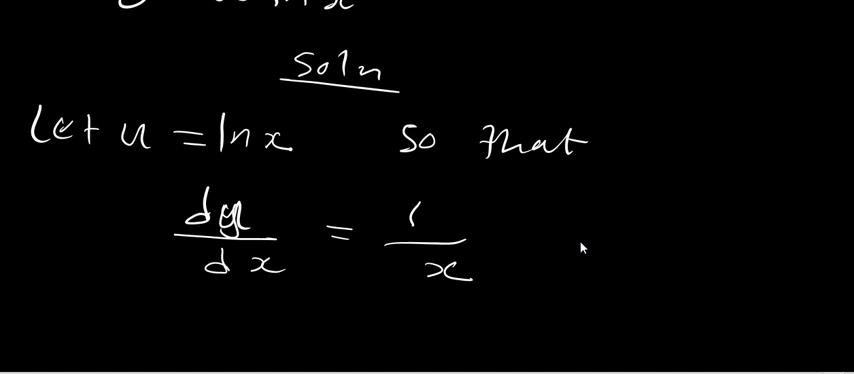 Soln
Let u = ln x so that
du/dx = 1/x